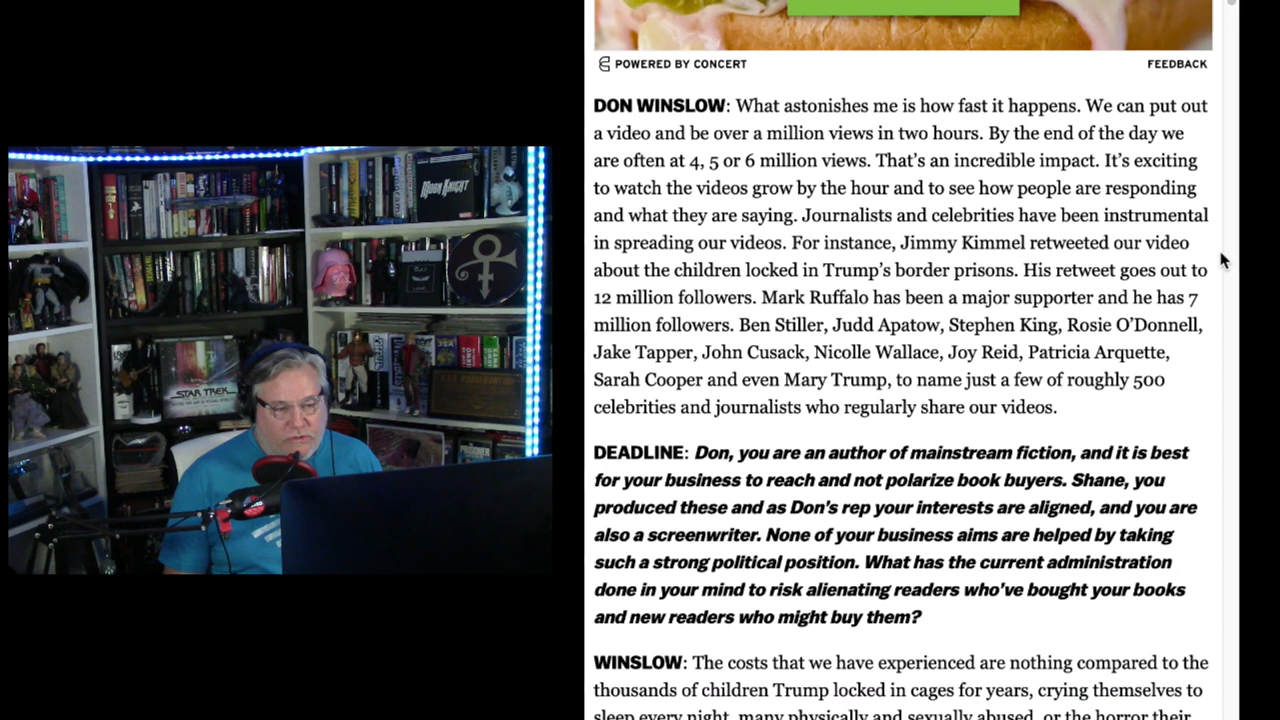 POWERED BY CONCERT
FEEDBACK
DON WINSLOW: What astonishes me is how fast it happens. We can put out
a video and be over a million views in two hours. By the end of the day we
are often at 4, 5 or 6 million views. That's an incredible impact. It's exciting
to watch the videos grow by the hour and to see how people are responding
and what they are saying. Journalists and celebrities have been instrumental
in spreading our videos. For instance, Jimmy Kimmel retweeted our video
about the children locked in Trump's border prisons. His retweet goes out to
12 million followers. Mark Ruffalo has been a major supporter and he has 7
million followers. Ben Stiller, Judd Apatow, Stephen King, Rosie O'Donnell,
Jake Tapper, John Cusack, Nicolle Wallace, Joy Reid, Patricia Arquette,
Sarah Cooper and even Mary Trump, to name just a few of roughly 500
celebrities and journalists who regularly share our videos.
DEADLINE: Don, you are an author of mainstream fiction, and it is best
for your business to reach and not polarize book buyers. Shane, you
produced these and as Don's rep your interests are aligned, and you are
also a screenwriter. None of your business aims are helped by taking
such a strong political position. What has the current administration
done in your mind to risk alienating readers who've bought your books
and new readers who might buy them?
WINSLOW: The costs that we have experienced are nothing compared to the
thousands of children Trump locked in cages for years, crying themselves to
sleep every night, many physically and sexually abused, or the horror their
MOON KNIGHT
STAR TREK